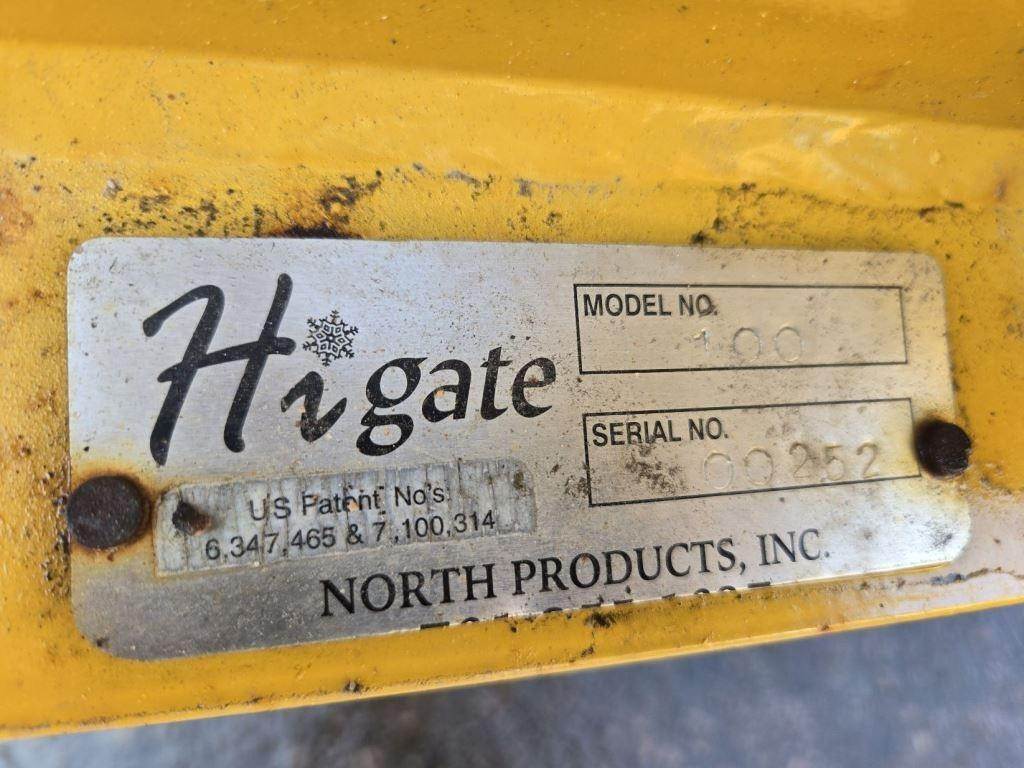 Higate
MODEL NO.
100
SERIAL NO.
00252
US Patent No's:
6,347,465 & 7,100,314
NORTH PRODUCTS, INC.